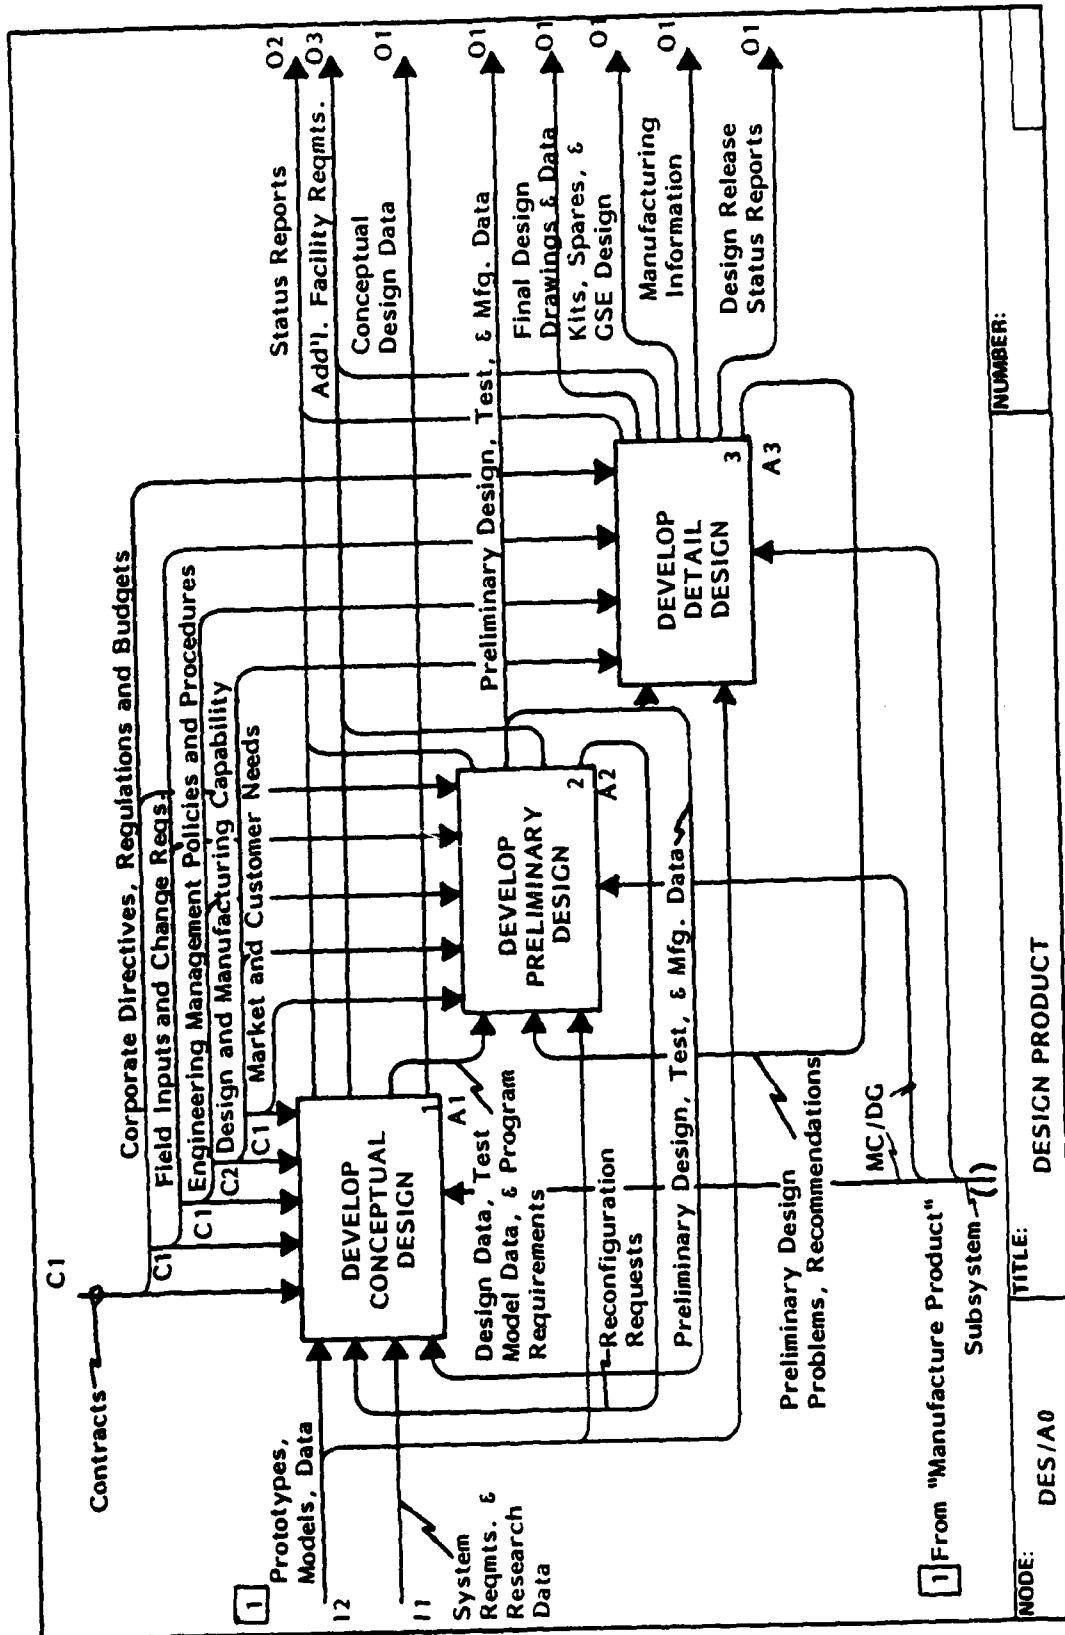 C1
Contracts
Corporate Directives, Regulations and Budgets
C1
Field Inputs and Change Reqs.
C1
Engineering Management Policies and Procedures
C2
Design and Manufacturing Capability
C1
Market and Customer Needs
Status Reports
O2
Add'l. Facility Reqmts.
O3
Conceptual
Design Data
O1
Preliminary Design, Test, & Mfg. Data
O1
Final Design
Drawings & Data
O1
Kits, Spares, &
GSE Design
O1
Manufacturing
Information
O1
Design Release
Status Reports
O1
1
Prototypes,
Models, Data
I2
I1
System
Reqmts. &
Research
Data
DEVELOP
CONCEPTUAL
DESIGN
1
A1
DEVELOP
PRELIMINARY
DESIGN
2
A2
DEVELOP
DETAIL
DESIGN
3
A3
Design Data, Test
Model Data, & Program
Requirements
Reconfiguration
Requests
Preliminary Design, Test, & Mfg. Data
Preliminary Design
Problems, Recommendations
MC/DG
1 From "Manufacture Product"
Subsystem
NODE:
DES/A0
TITLE:
DESIGN PRODUCT
NUMBER: